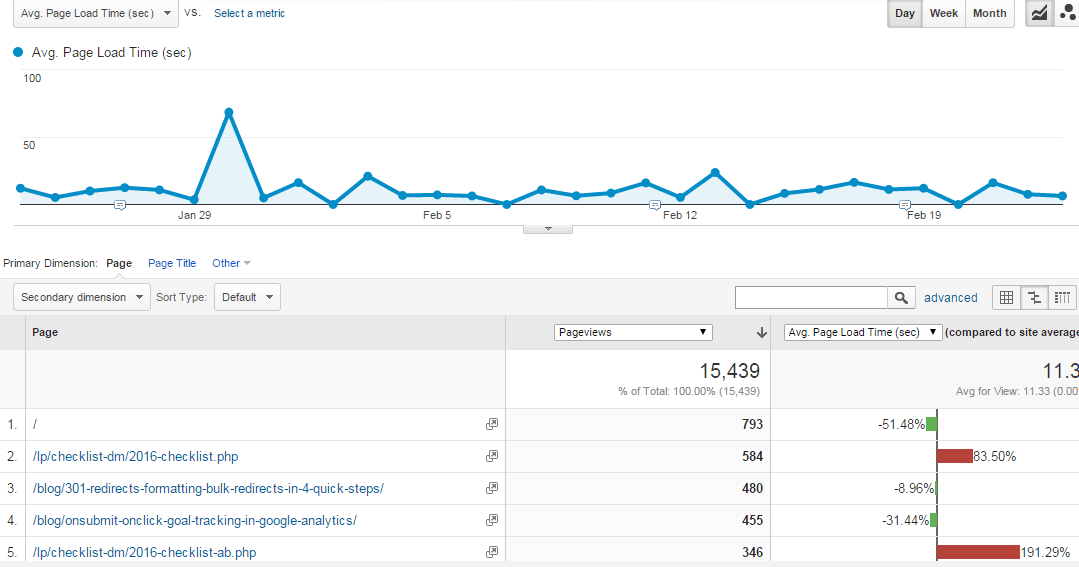 Avg. Page Load Time (sec) vs. Select a metric Day Week Month
Avg. Page Load Time (sec)
100
50
Jan 29 Feb 5 Feb 12 Feb 19
Primary Dimension: Page Page Title Other
Secondary dimension Sort Type: Default advanced
Page Pageviews Avg. Page Load Time (sec) (compared to site average
15,439 11.3
% of Total: 100.00% (15,439) Avg for View: 11.33 (0.00
1. / 793 -51.48%
2. /lp/checklist-dm/2016-checklist.php 584 83.50%
3. /blog/301-redirects-formatting-bulk-redirects-in-4-quick-steps/ 480 -8.96%
4. /blog/onsubmit-onclick-goal-tracking-in-google-analytics/ 455 -31.44%
5. /lp/checklist-dm/2016-checklist-ab.php 346 191.29%